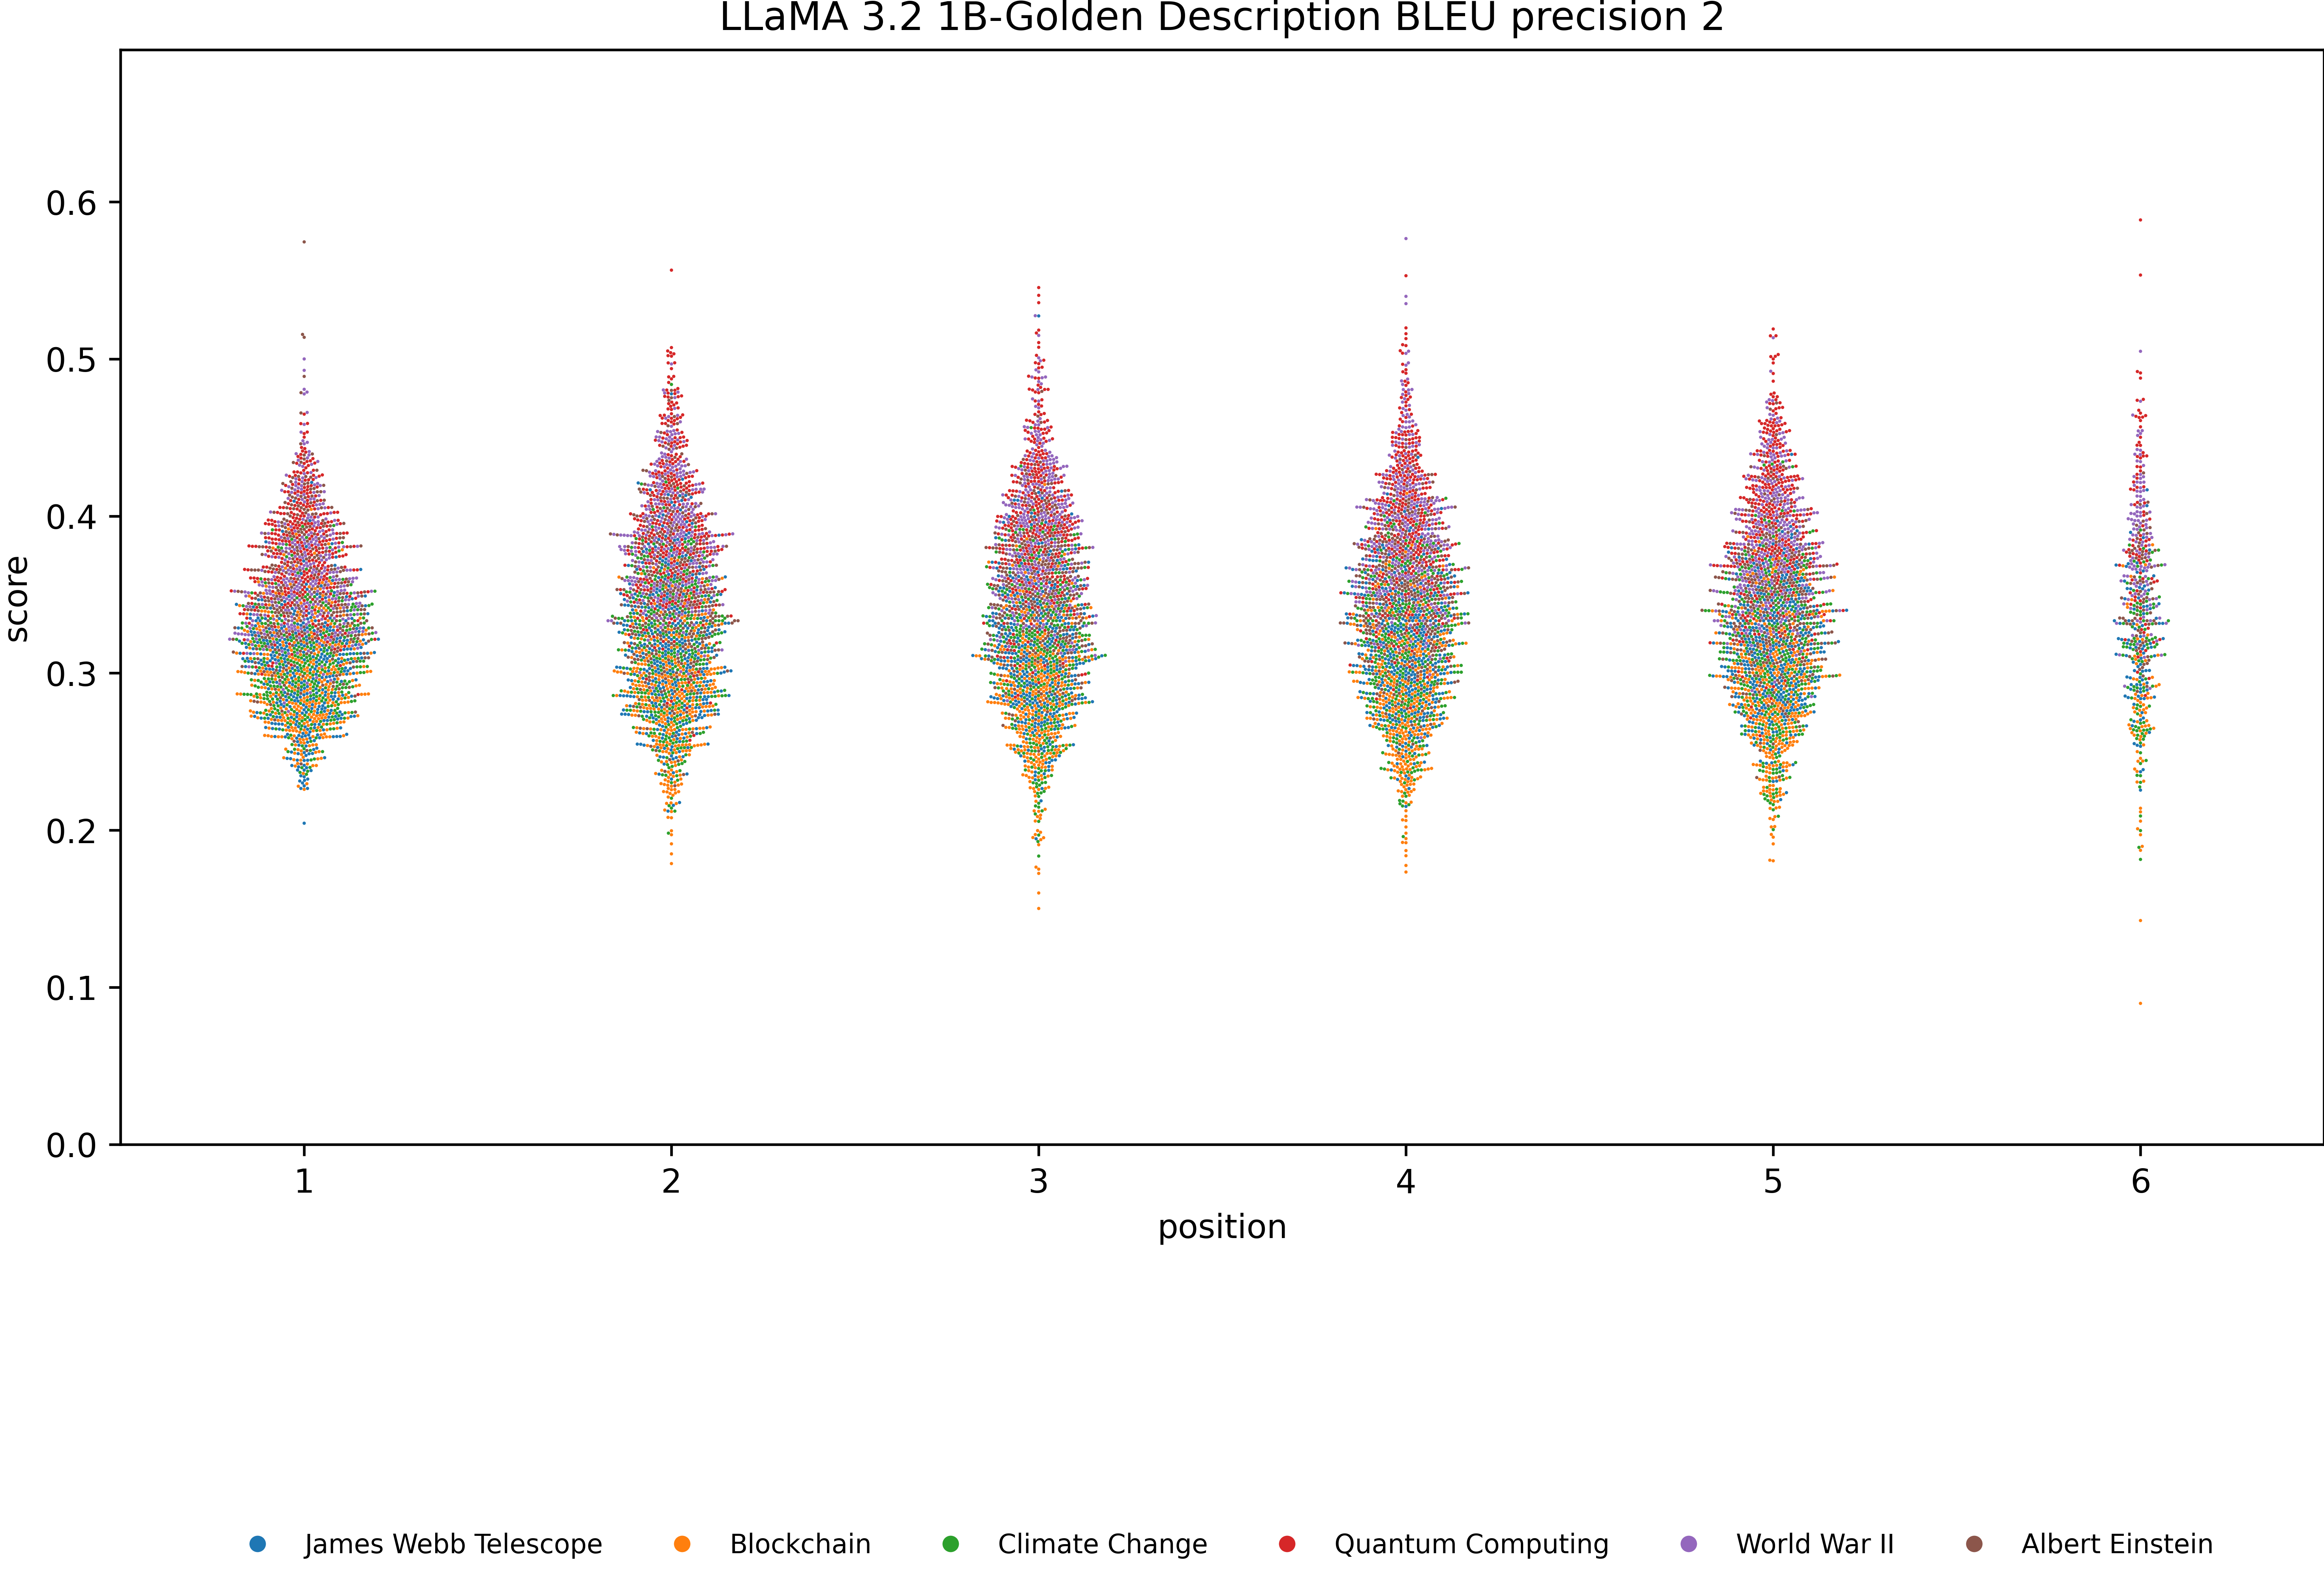 LLaMA 3.2 1B-Golden Description BLEU precision 2
score
0.6
0.5
0.4
0.3
0.2
0.1
0.0
1 2 3 4 5 6
position
James Webb Telescope Blockchain Climate Change Quantum Computing World War II Albert Einstein